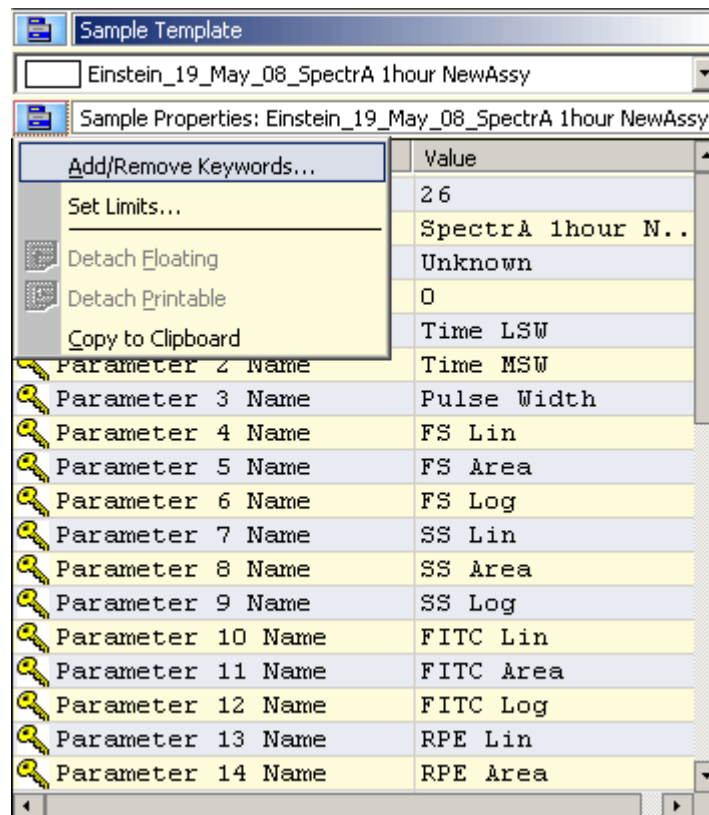 Sample Template
Einstein_19_May_08_SpectrA 1hour NewAssy
Sample Properties: Einstein_19_May_08_SpectrA 1hour NewAssy
Add/Remove Keywords... Value
26
Set Limits...
SpectrA 1hour N..
Detach Floating Unknown
Detach Printable 0
Copy to Clipboard Time LSW
Parameter 2 Name Time MSW
Parameter 3 Name Pulse Width
Parameter 4 Name FS Lin
Parameter 5 Name FS Area
Parameter 6 Name FS Log
Parameter 7 Name SS Lin
Parameter 8 Name SS Area
Parameter 9 Name SS Log
Parameter 10 Name FITC Lin
Parameter 11 Name FITC Area
Parameter 12 Name FITC Log
Parameter 13 Name RPE Lin
Parameter 14 Name RPE Area